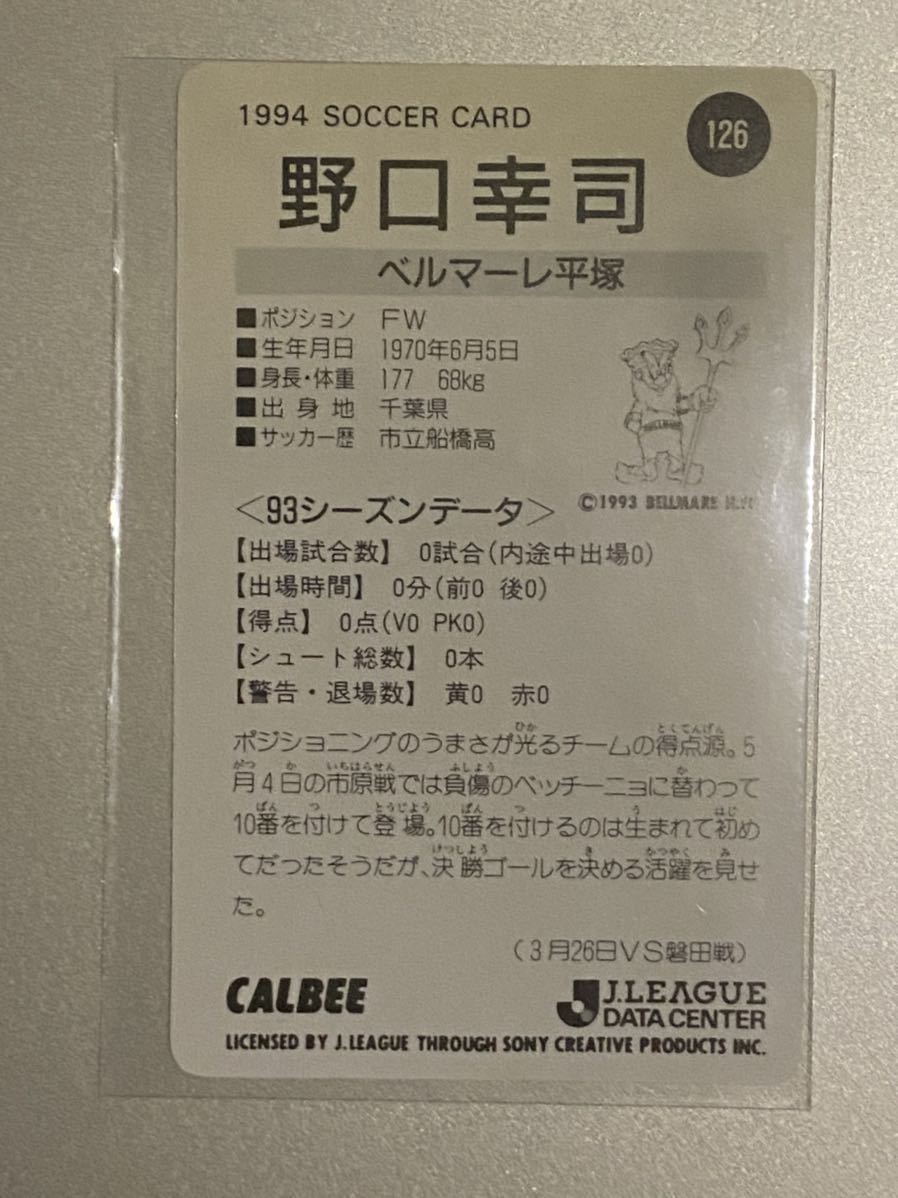 1994 SOCCER CARD
126
野口幸司
ベルマーレ平塚
■ポジション FW
■生年月日 1970年6月5日
■身長・体重 177 68kg
■出身地 千葉県
■サッカー歴 市立船橋高
©1993 BELLMARE
<93シーズンデータ>
【出場試合数】 0試合(内途中出場0)
【出場時間】 0分(前0 後0)
【得点】 0点(V0 PK0)
【シュート総数】 0本
【警告・退場数】 黄0 赤0
ポジショニングのうまさが光るチームの得点源。5
月4日の市原戦では負傷のベッチーニョに替わって
10番を付けて登場。10番を付けるのは生まれて初め
てだったそうだが、決勝ゴールを決める活躍を見せ
た。
(3月26日VS磐田戦)
CALBEE
J.LEAGUE
DATA CENTER
LICENSED BY J.LEAGUE THROUGH SONY CREATIVE PRODUCTS INC.